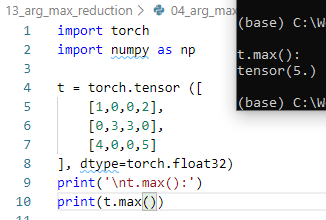 13_arg_max_reduction > 04_arg_max
1 import torch
2 import numpy as np
3
4 t = torch.tensor ([
5     [1,0,0,2],
6     [0,3,3,0],
7     [4,0,0,5]
8 ], dtype=torch.float32)
9 print('\nt.max():')
10 print(t.max())
(base) C:\W
t.max():
tensor(5.)
(base) C:\W